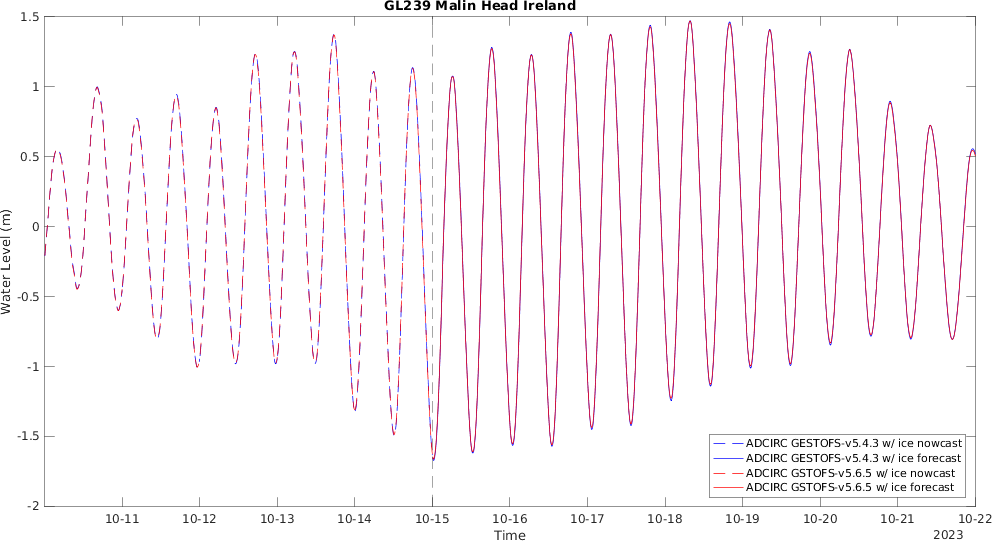 GL239 Malin Head Ireland
1.5
1
0.5
0
-0.5
-1
-1.5
-2
Water Level (m)
10-11 10-12 10-13 10-14 10-15 10-16 10-17 10-18 10-19 10-20 10-21 10-22
Time
2023
ADCIRC GESTOFS-v5.4.3 w/ ice nowcast
ADCIRC GESTOFS-v5.4.3 w/ ice forecast
ADCIRC GSTOFS-v5.6.5 w/ ice nowcast
ADCIRC GSTOFS-v5.6.5 w/ ice forecast